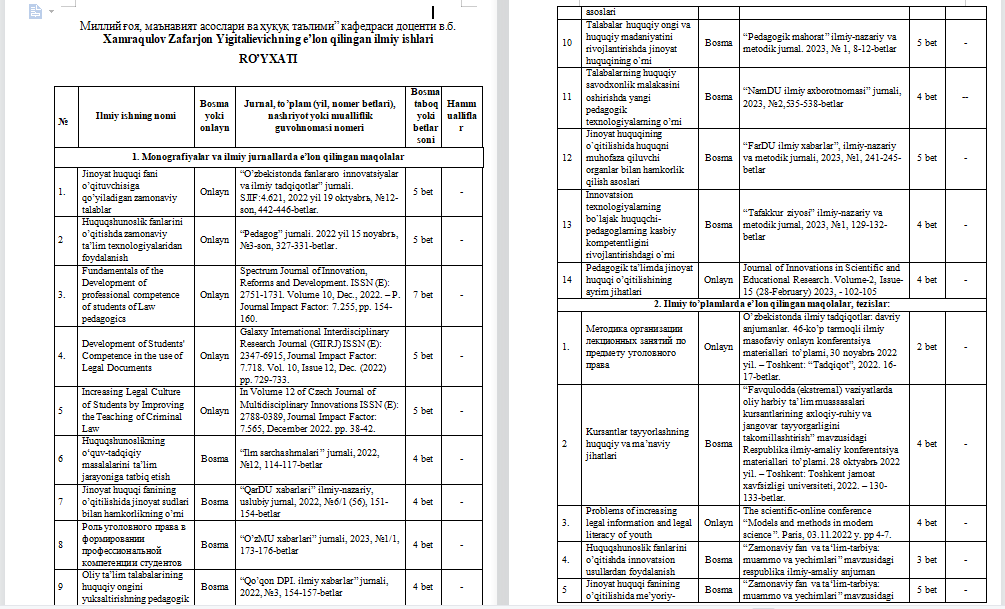 Миллий ғоя, маънавият асослари ва ҳуқуқ таълими” кафедраси доценти в.б.
Xamraqulov Zafarjon Yigitalievichning e’lon qilingan ilmiy ishlari
RO’YXATI
№ Ilmiy ishning nomi Bosma yoki onlayn Jurnal, to’plam (yil, nomer betlari), nashriyot yoki mualliflik guvohnomasi nomeri Bosma taboq yoki betlar soni Hamm ualliflar
1. Monografiyalar va ilmiy jurnallarda e’lon qilingan maqolalar
1. Jinoyat huquqi fani o’qituvchisiga qo’yiladigan zamonaviy talablar Onlayn “O’zbekistonda fanlararo innovatsiyalar va ilmiy tadqiqotlar” jurnali. SJIF:4.621, 2022 yil 19 oktyabrь, №12-son, 442-446-betlar. 5 bet -
2 Huquqshunoslik fanlarini o’qitishda zamonaviy ta’lim texnologiyalaridan foydalanish Onlayn “Pedagog” jurnali. 2022 yil 15 noyabrь, №3-son, 327-331-betlar. 5 bet -
3. Fundamentals of the Development of professional competence of students of Law pedagogics Onlayn Spectrum Journal of Innovation, Reforms and Development. ISSN (E): 2751-1731. Volume 10, Dec., 2022. – P. Journal Impact Factor: 7.255, pp. 154-160. 7 bet -
4. Development of Students' Competence in the use of Legal Documents Onlayn Galaxy International Interdisciplinary Research Journal (GIIRJ) ISSN (E): 2347-6915, Journal Impact Factor: 7.718. Vol. 10, Issue 12, Dec. (2022) pp. 729-733. 5 bet -
5 Increasing Legal Culture of Students by Improving the Teaching of Criminal Law Onlayn In Volume 12 of Czech Journal of Multidisciplinary Innovations ISSN (E): 2788-0389, Journal Impact Factor: 7.565, December 2022. pp. 38-42. 5 bet -
6 Huquqshunoslikning o‘quv-tadqiqiy masalalarini ta’lim jarayoniga tatbiq etish Bosma “Ilm sarchashmalari” jurnali, 2022, №12, 114-117-betlar 4 bet -
7 Jinoyat huquqi fanining o’qitilishida jinoyat sudlari bilan hamkorlikning o’rni Bosma “QarDU xabarlari” ilmiy-nazariy, uslubiy jurnal, 2022, №6/1 (56), 151-154-betlar 4 bet -
8 Роль уголовного права в формировании профессиональной компетенции студентов Bosma “O’zMU xabarlari” jurnali, 2023, №1/1, 173-176-betlar 4 bet -
9 Oliy ta’lim talabalarining huquqiy ongini yuksaltirishning pedagogik Bosma “Qo’qon DPI. ilmiy xabarlar” jurnali, 2022, №3, 154-157-betlar 4 bet -
asoslari
10 Talabalar huquqiy ongi va huquqiy madaniyatini rivojlantirishda jinoyat huquqining o’rni Bosma “Pedagogik mahorat” ilmiy-nazariy va metodik jurnal. 2023, № 1, 8-12-betlar 5 bet -
11 Talabalarning huquqiy savodxonlik malakasini oshirishda yangi pedagogik texnologiyalarning o’rni Bosma “NamDU ilmiy axborotnomasi” jurnali, 2023, №2,535-538-betlar 4 bet --
12 Jinoyat huquqining o’qitilishida huquqni muhofaza qiluvchi organlar bilan hamkorlik qilish asoslari Bosma “FarDU ilmiy xabarlar”, ilmiy-nazariy va metodik jurnali, 2023, №1, 241-245-betlar 5 bet -
13 Innovatsion texnologiyalarning bo’lajak huquqchi-pedagoglarning kasbiy kompetentligini rivojlantirishdagi o’rni Bosma “Tafakkur ziyosi” ilmiy-nazariy va metodik jurnal, 2023, №1, 129-132-betlar 4 bet -
14 Pedagogik ta’limda jinoyat huquqi o’qitilishining ayrim jihatlari Onlayn Journal of Innovations in Scientific and Educational Research. Volume-2, Issue-15 (28-February) 2023, - 102-105 4 bet -
2. Ilmiy to’plamlarda e’lon qilingan maqolalar, tezislar:
1. Методика организации лекционных занятий по предмету уголовного права Onlayn O’zbekistonda ilmiy tadqiqotlar: davriy anjumanlar. 46-ko’p tarmoqli ilmiy masofaviy onlayn konferentsiya materiallari to’plami, 30 noyabrь 2022 yil. – Toshkent: “Tadqiqot”, 2022. 16-17-betlar. 2 bet -
2 Kursantlar tayyorlashning huquqiy va ma’naviy jihatlari Bosma “Favqulodda (ekstremal) vaziyatlarda oliy harbiy ta’lim muassasalari kursantlarining axloqiy-ruhiy va jangovar tayyorgarligini takomillashtirish” mavzusidagi Respublika ilmiy-amaliy konferentsiya materiallari to’plami. 28 oktyabrь 2022 yil. – Toshkent: Toshkent jamoat xavfsizligi universiteti, 2022. – 130-133-betlar. 4 bet -
3. Problems of increasing legal information and legal literacy of youth Onlayn The scientific-online conference “Models and methods in modern science”. Paris, 03.11.2022 y. pp 4-7. 4 bet -
4. Huquqshunoslik fanlarini o’qitishda innovatsion usullardan foydalanish Bosma “Zamonaviy fan va ta‘lim-tarbiya: muammo va yechimlari” mavzusidagi respublika ilmiy-amaliy anjuman 3 bet -
5 Jinoyat huquqi fanining o’qitilishida me’yoriy- Bosma “Zamonaviy fan va ta‘lim-tarbiya: muammo va yechimlari” mavzusidagi 5 bet -